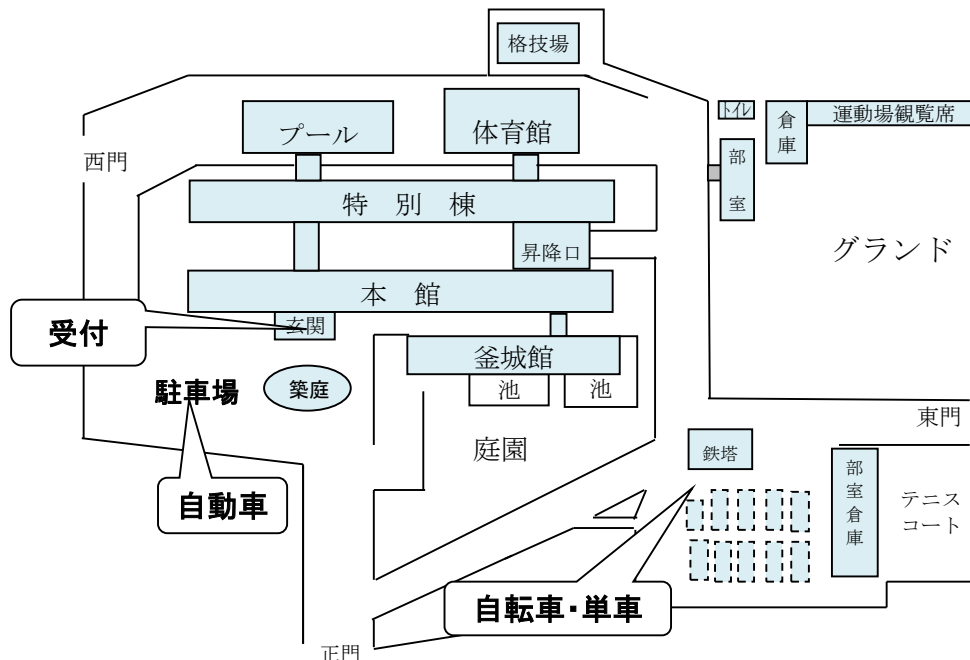 格技場
トイレ
倉庫
運動場観覧席
プール
体育館
部室
西門
特別棟
グランド
昇降口
本館
受付
玄関
釜城館
駐車場
築庭
池
池
東門
庭園
鉄塔
部室倉庫
自動車
テニス
コート
自転車・単車
正門